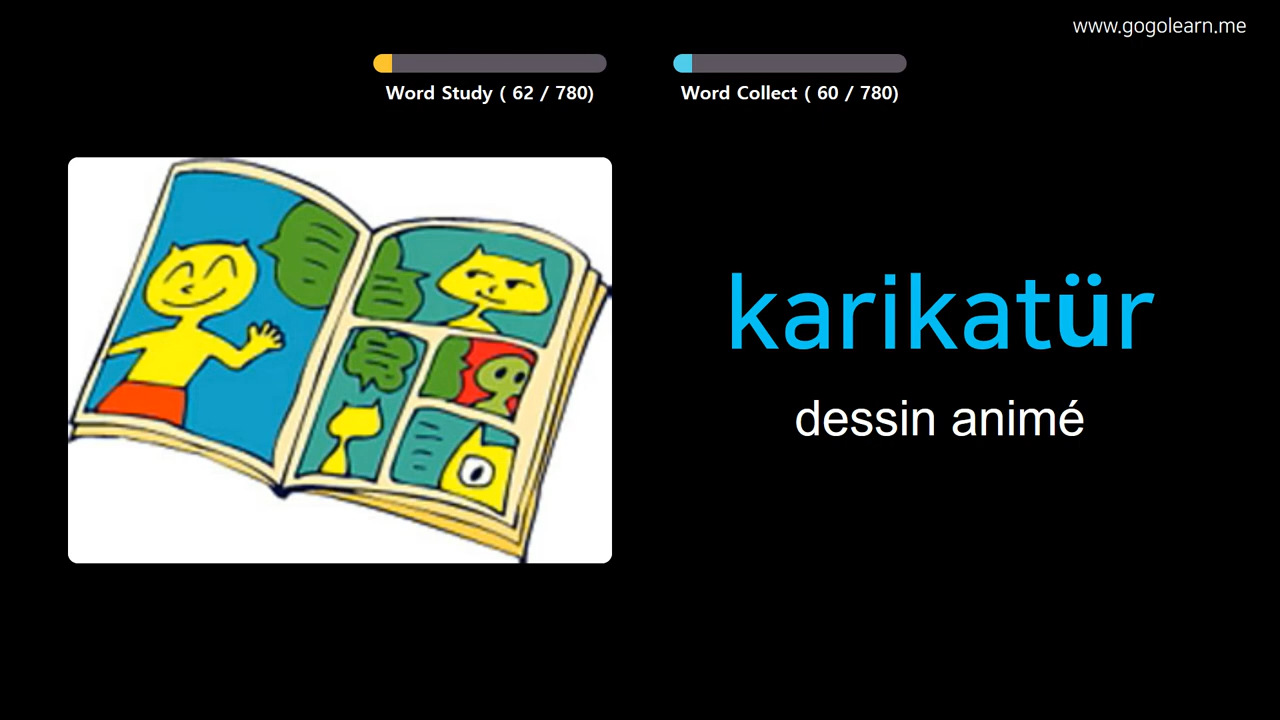 www.gogolearn.me
Word Study ( 62 / 780)
Word Collect ( 60 / 780)
karikatür
dessin animé